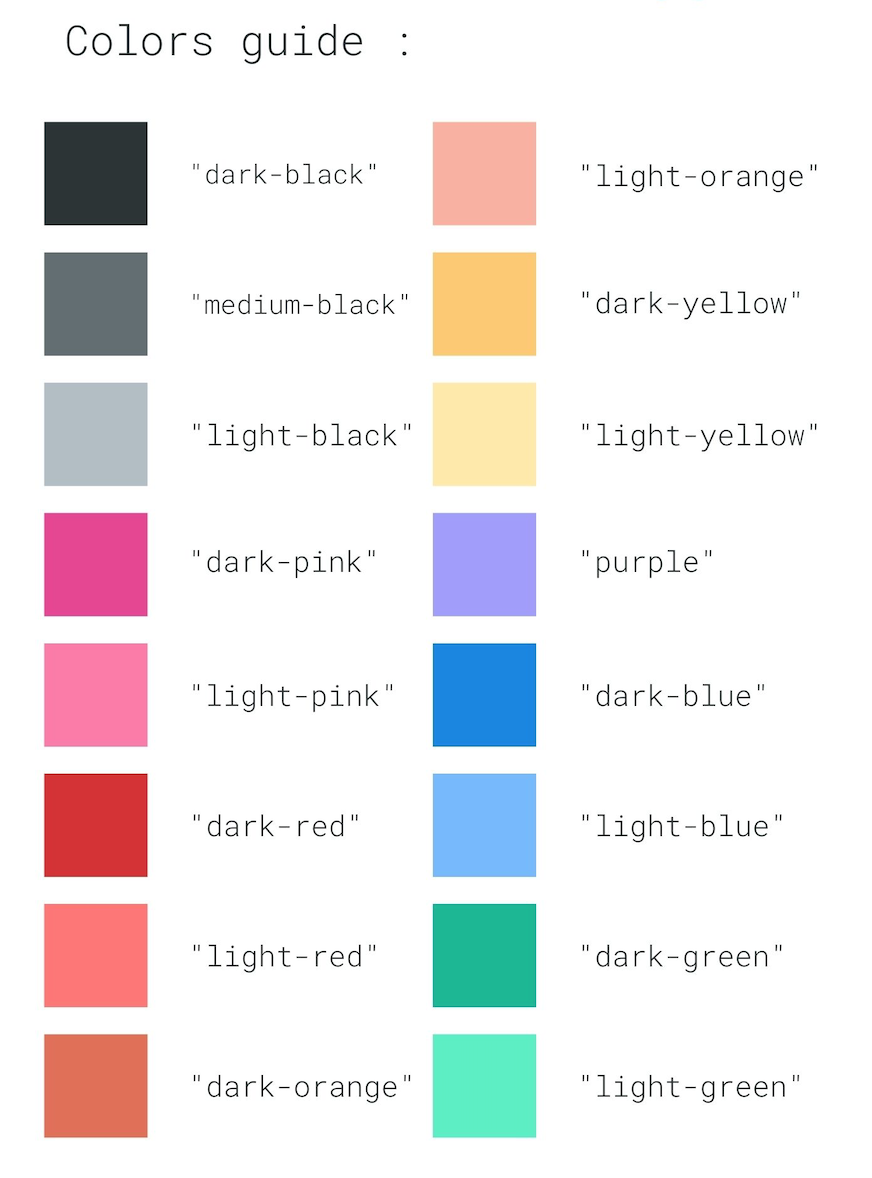 Colors guide :
"dark-black"
"medium-black"
"light-black"
"dark-pink"
"light-pink"
"dark-red"
"light-red"
"dark-orange"
"light-orange"
"dark-yellow"
"light-yellow"
"purple"
"dark-blue"
"light-blue"
"dark-green"
"light-green"